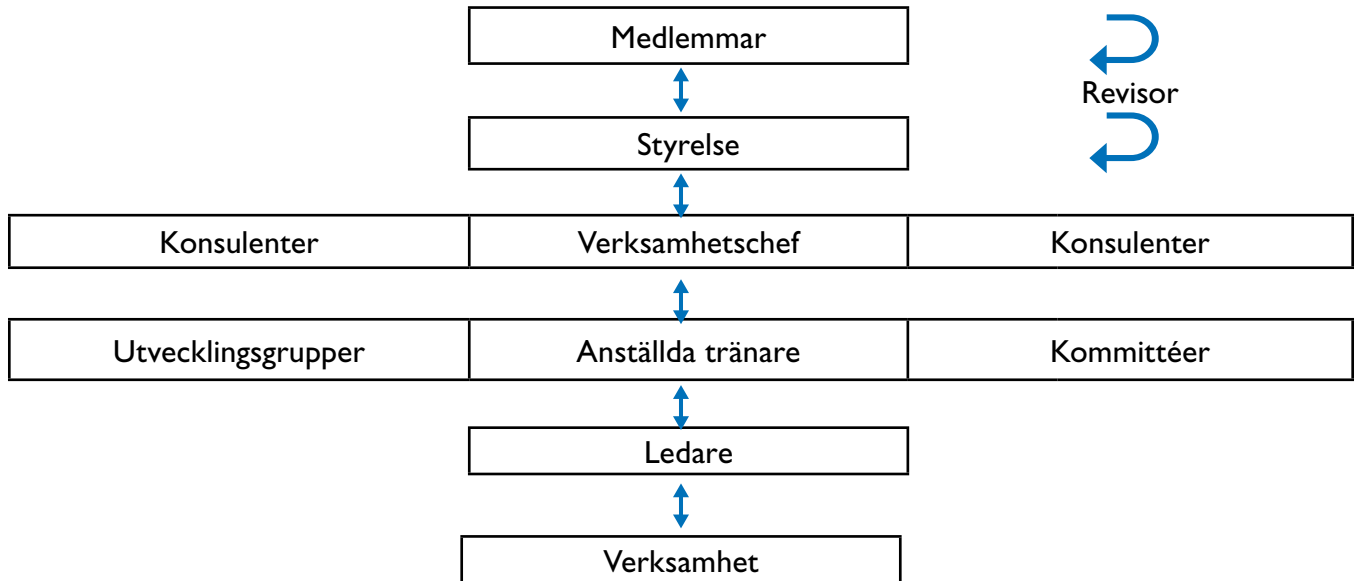 Medlemmar
Revisor
Styrelse
Konsulenter Verksamhetschef Konsulenter
Utvecklingsgrupper Anställda tränare Kommittéer
Ledare
Verksamhet